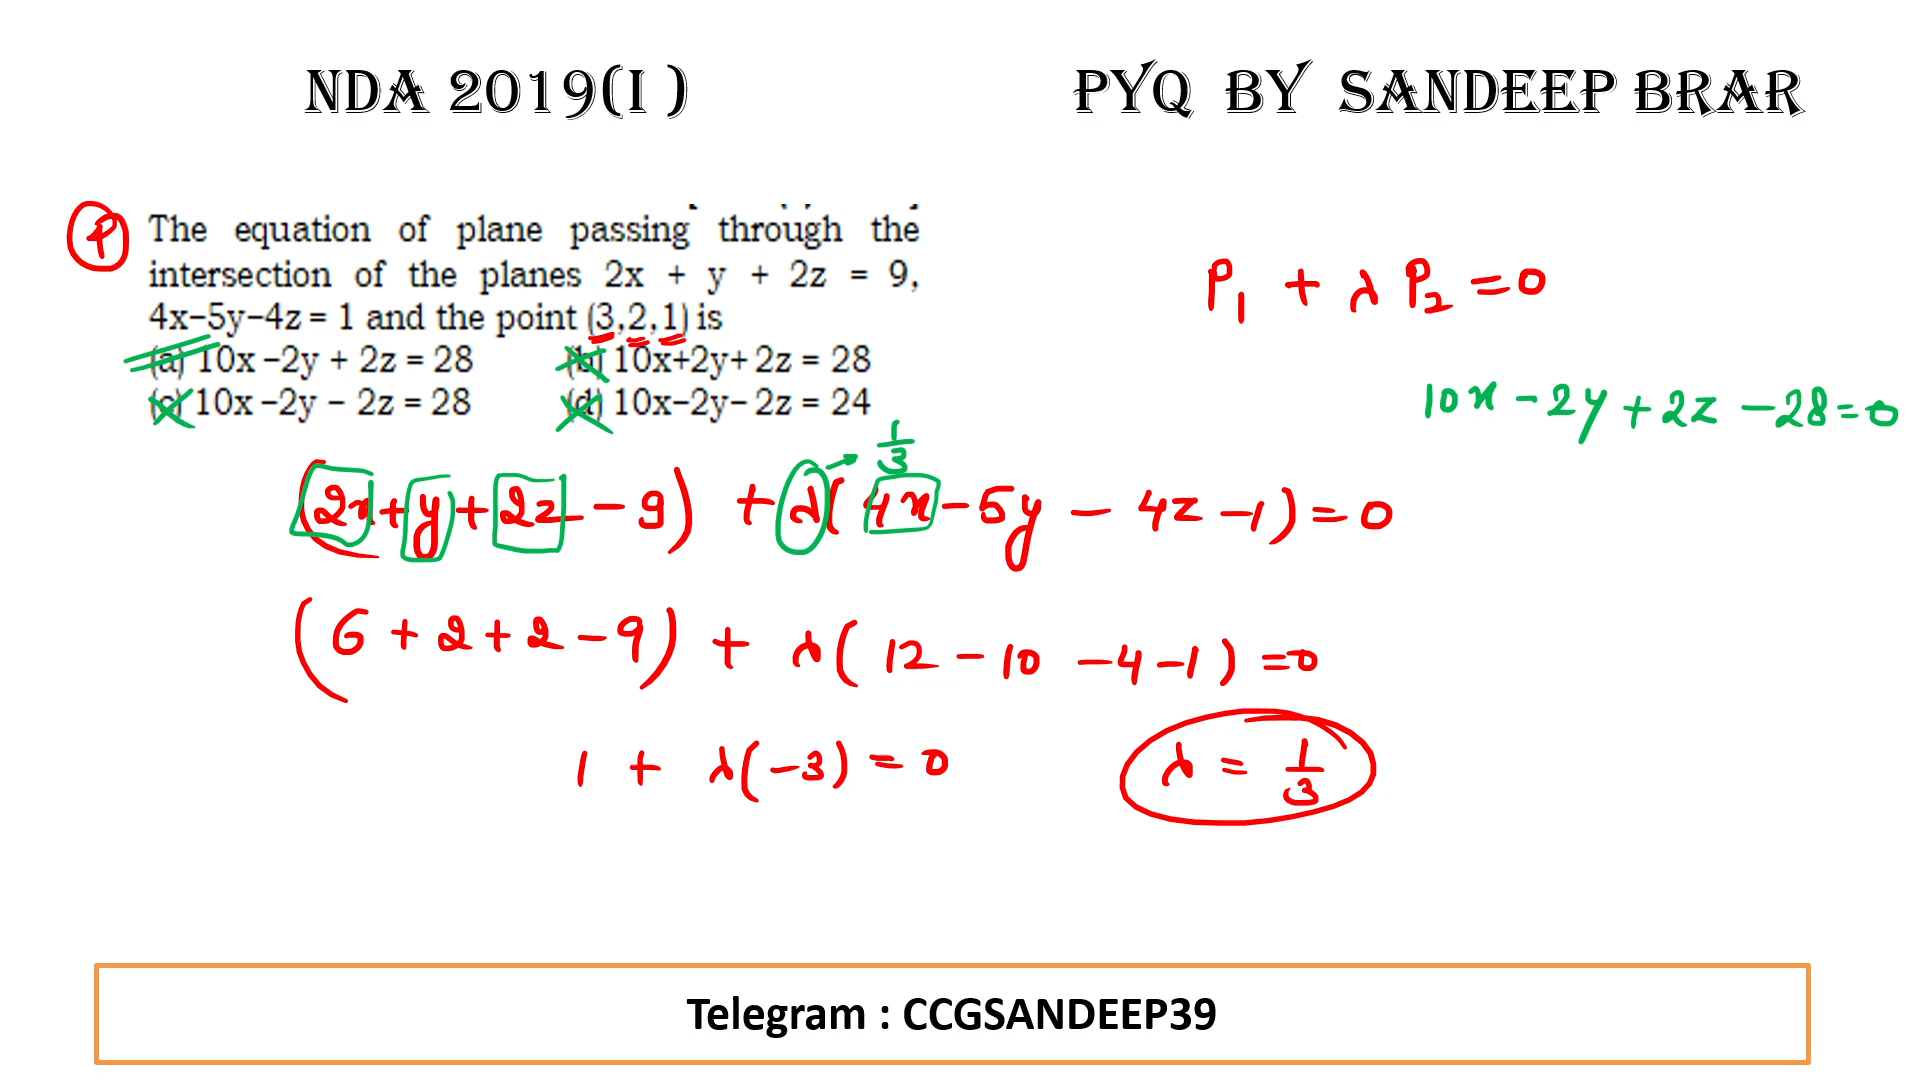 NDA 2019(I )
PYQ BY SANDEEP BRAR
P The equation of plane passing through the
intersection of the planes 2x + y + 2z = 9,
4x−5y−4z = 1 and the point (3,2,1) is
(a) 10x −2y + 2z = 28 (b) 10x+2y+ 2z = 28
(c) 10x −2y − 2z = 28 (d) 10x−2y− 2z = 24
P₁ + λ P₂ = 0
10x − 2y + 2z − 28 = 0
1/3
(2x + y + 2z − 9) + λ(4x − 5y − 4z − 1) = 0
(6 + 2 + 2 − 9) + λ(12 − 10 − 4 − 1) = 0
1 + λ(−3) = 0 λ = 1/3
Telegram : CCGSANDEEP39